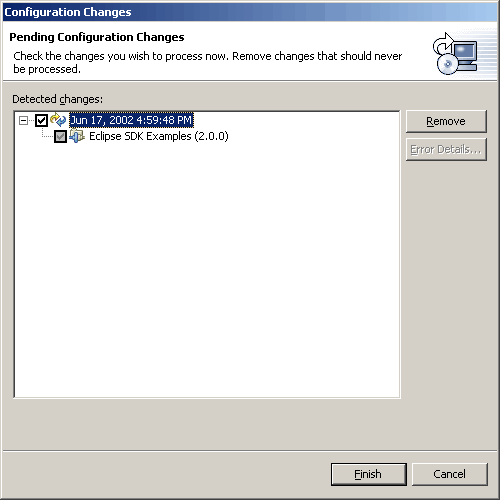 Configuration Changes
Pending Configuration Changes
Check the changes you wish to process now. Remove changes that should never
be processed.
Detected changes:
Jun 17, 2002 4:59:48 PM
Remove
Eclipse SDK Examples (2.0.0)
Error Details...
Finish
Cancel